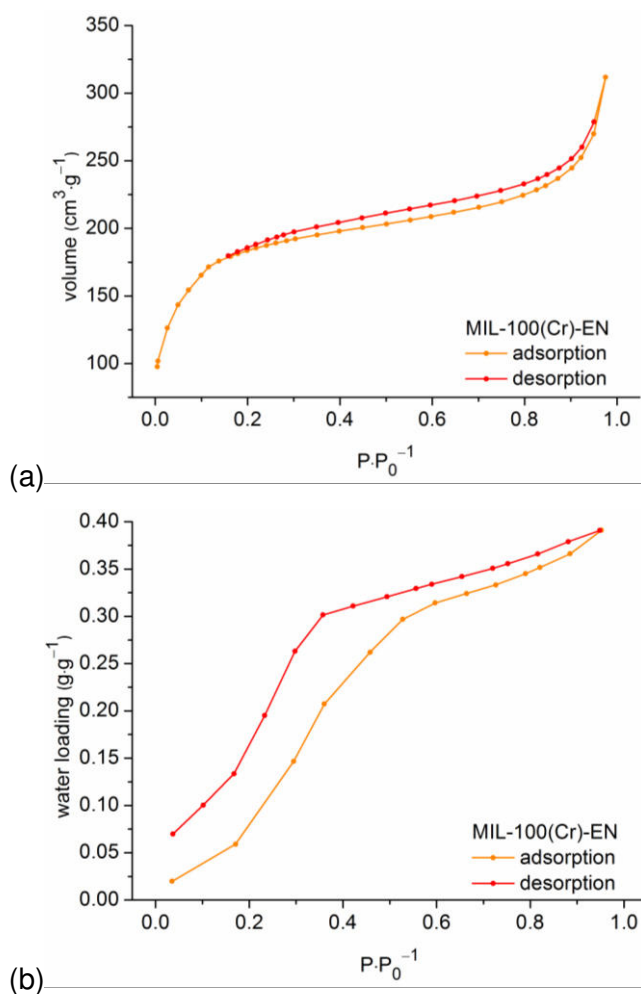 350
300
250
200
150
100
volume (cm³·g⁻¹)
MIL-100(Cr)-EN
adsorption
desorption
0.0 0.2 0.4 0.6 0.8 1.0
P·P₀⁻¹
(a)
0.40
0.35
0.30
0.25
0.20
0.15
0.10
0.05
0.00
water loading (g·g⁻¹)
MIL-100(Cr)-EN
adsorption
desorption
0.0 0.2 0.4 0.6 0.8 1.0
P·P₀⁻¹
(b)